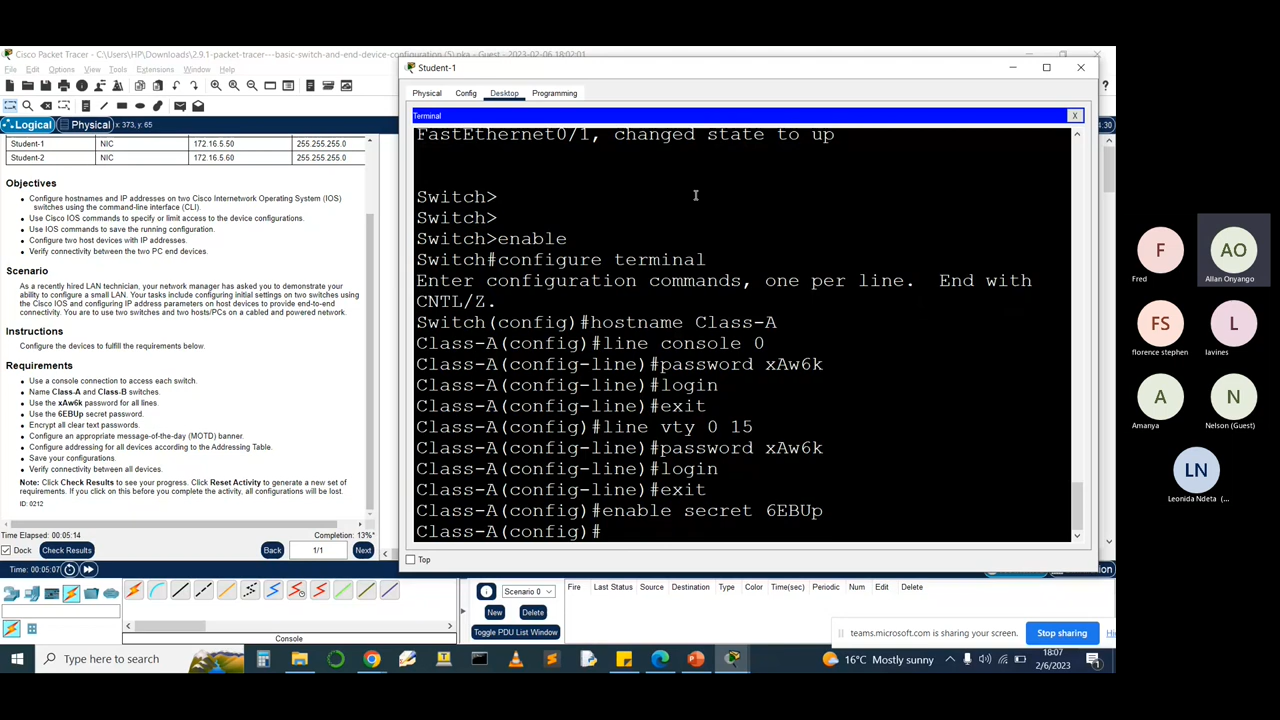 Cisco Packet Tracer - C:\Users\HP\Downloads\2.9.1-packet-tracer---basic-switch-and-end-device-configuration (5).pka - Guest - 2023-02-06 18:02:01
File Edit Options View Tools Extensions Window Help
?
Logical Physical x: 373, y: 65
Student-1 NIC 172.16.5.50 255.255.255.0
Student-2 NIC 172.16.5.60 255.255.255.0
Objectives
Configure hostnames and IP addresses on two Cisco Internetwork Operating System (IOS)
switches using the command-line interface (CLI).
Use Cisco IOS commands to specify or limit access to the device configurations.
Use IOS commands to save the running configuration.
Configure two host devices with IP addresses.
Verify connectivity between the two PC end devices.
Scenario
As a recently hired LAN technician, your network manager has asked you to demonstrate your
ability to configure a small LAN. Your tasks include configuring initial settings on two switches using
the Cisco IOS and configuring IP address parameters on host devices to provide end-to-end
connectivity. You are to use two switches and two hosts/PCs on a cabled and powered network.
Instructions
Configure the devices to fulfill the requirements below.
Requirements
Use a console connection to access each switch.
Name Class-A and Class-B switches.
Use the xAw6k password for all lines.
Use the 6EBUp secret password.
Encrypt all clear text passwords.
Configure an appropriate message-of-the-day (MOTD) banner.
Configure addressing for all devices according to the Addressing Table.
Save your configurations.
Verify connectivity between all devices.
Note: Click Check Results to see your progress. Click Reset Activity to generate a new set of
requirements. If you click on this before you complete the activity, all configurations will be lost.
ID: 0212
Time Elapsed: 00:05:14 Completion: 13%
Dock Check Results Back 1/1 Next
Time: 00:05:07
Student-1
Physical Config Desktop Programming
Terminal X
FastEthernet0/1, changed state to up
Switch>
Switch>
Switch>enable
Switch#configure terminal
Enter configuration commands, one per line.  End with
CNTL/Z.
Switch(config)#hostname Class-A
Class-A(config)#line console 0
Class-A(config-line)#password xAw6k
Class-A(config-line)#login
Class-A(config-line)#exit
Class-A(config)#line vty 0 15
Class-A(config-line)#password xAw6k
Class-A(config-line)#login
Class-A(config-line)#exit
Class-A(config)#enable secret 6EBUp
Class-A(config)#
Top
:30
Scenario 0
New Delete
Toggle PDU List Window
Fire Last Status Source Destination Type Color Time(sec) Periodic Num Edit Delete
Console
teams.microsoft.com is sharing your screen. Stop sharing
Type here to search
16°C Mostly sunny
18:07
2/6/2023
1
F
Fred
AO
Allan Onyango
FS
florence stephen
L
lavines
A
Amanya
N
Nelson (Guest)
LN
Leonida Ndeta